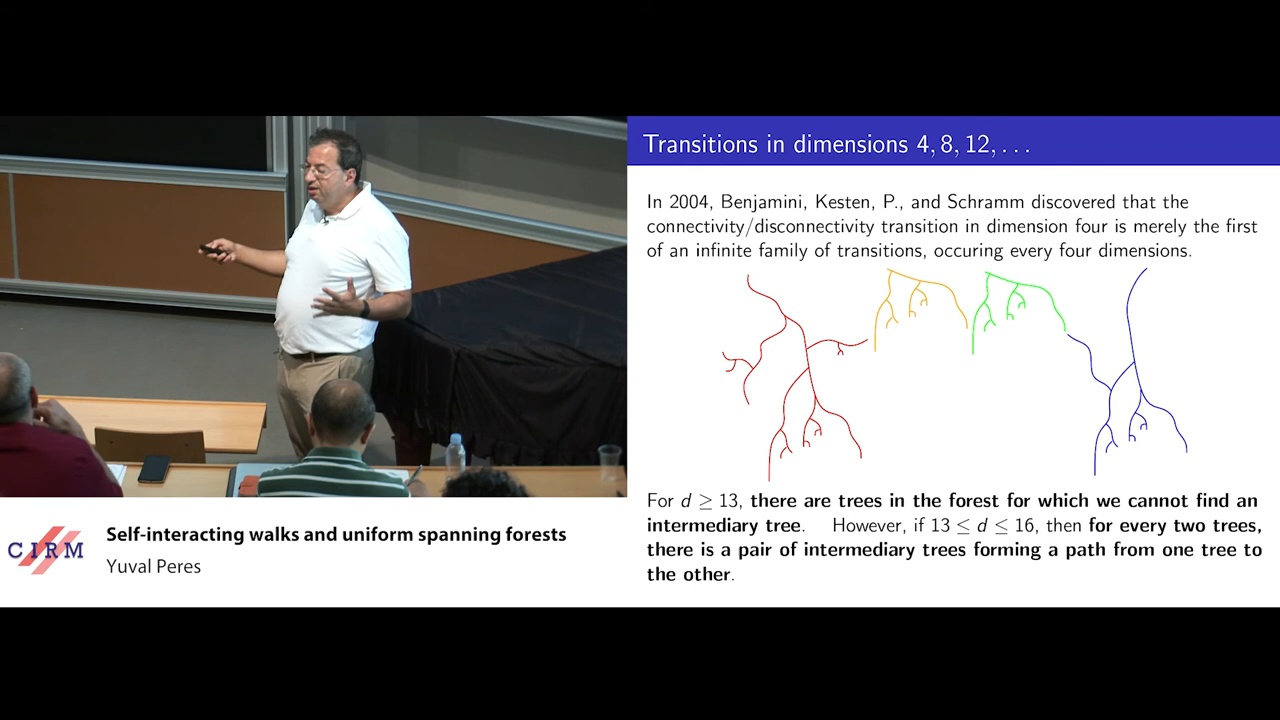 Transitions in dimensions 4, 8, 12, . . .
In 2004, Benjamini, Kesten, P., and Schramm discovered that the
connectivity/disconnectivity transition in dimension four is merely the first
of an infinite family of transitions, occuring every four dimensions.
For d ≥ 13, there are trees in the forest for which we cannot find an
intermediary tree. However, if 13 ≤ d ≤ 16, then for every two trees,
there is a pair of intermediary trees forming a path from one tree to
the other.
CIRM
Self-interacting walks and uniform spanning forests
Yuval Peres